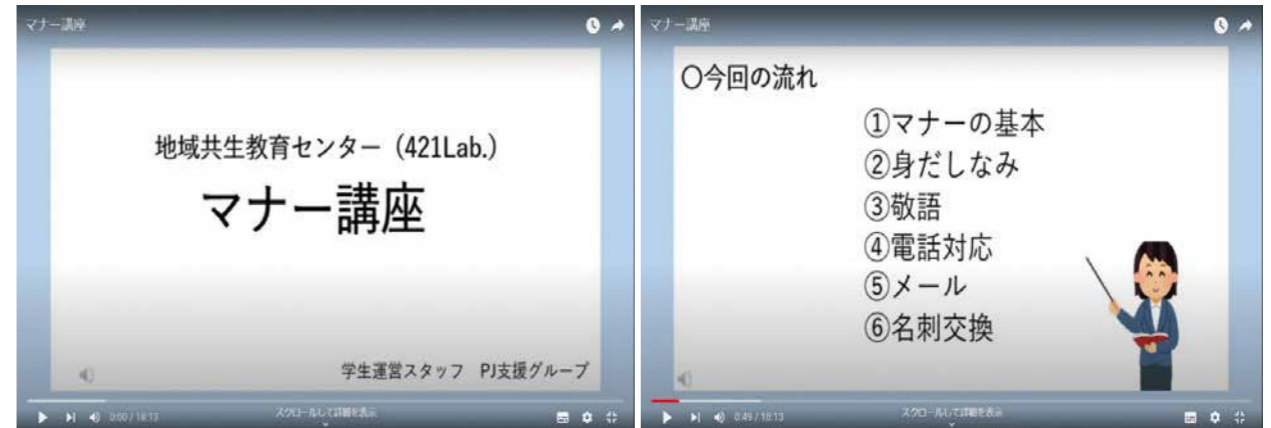 マナー講座
地域共生教育センター（421Lab.）
マナー講座
学生運営スタッフ PJ支援グループ
0:00 / 18:13
スクロールして詳細を表示
マナー講座
〇今回の流れ
①マナーの基本
②身だしなみ
③敬語
④電話対応
⑤メール
⑥名刺交換
0:49 / 18:13
スクロールして詳細を表示